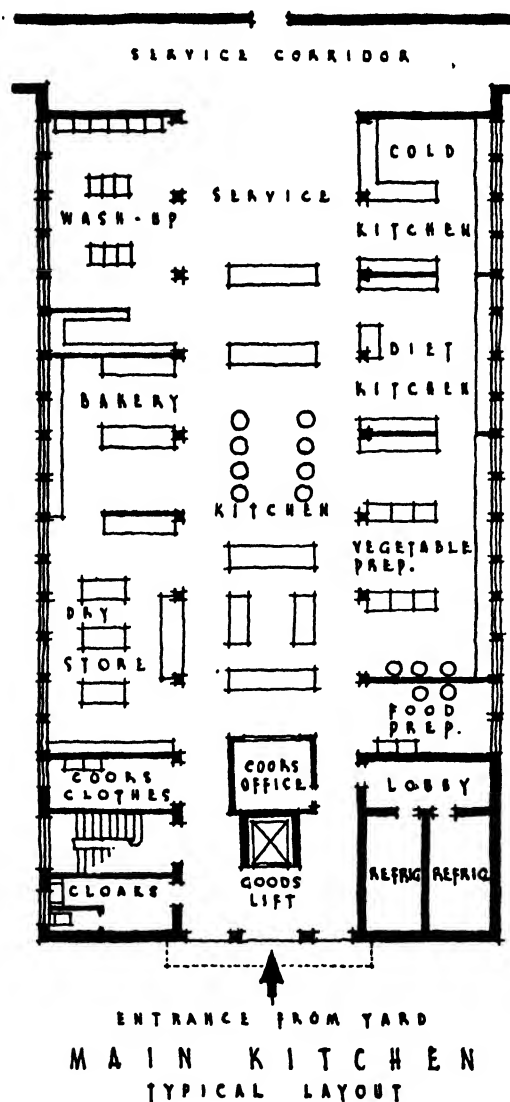 SERVICE CORRIDOR
COLD
KITCHEN
WASH-UP
SERVICE
DIET
KITCHEN
BAKERY
KITCHEN
VEGETABLE
PREP.
DRY
STORE
FOOD
PREP.
COOKS
CLOTHES
COOKS
OFFICE
LOBBY
CLOAKS
GOODS
LIFT
REFRIG
REFRIG
ENTRANCE FROM YARD
MAIN KITCHEN
TYPICAL LAYOUT